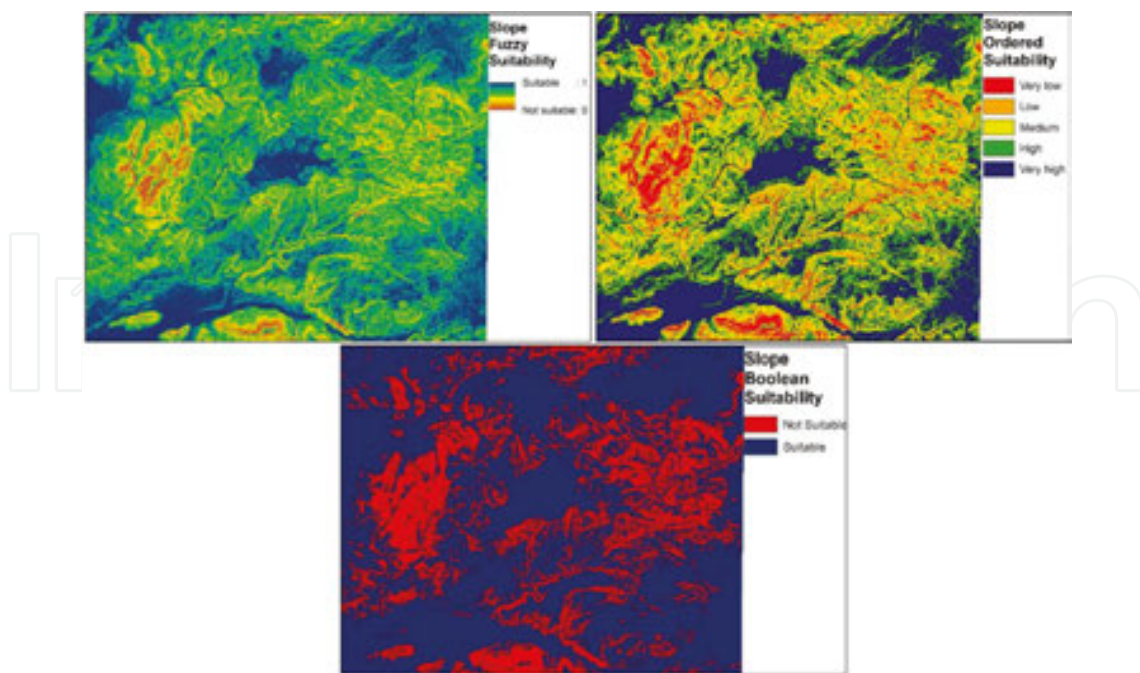 Slope
Fuzzy
Suitability
Suitable : 1
Not suitable: 0
Slope
Ordered
Suitability
Very low
Low
Medium
High
Very high
Slope
Boolean
Suitability
Not Suitable
Suitable